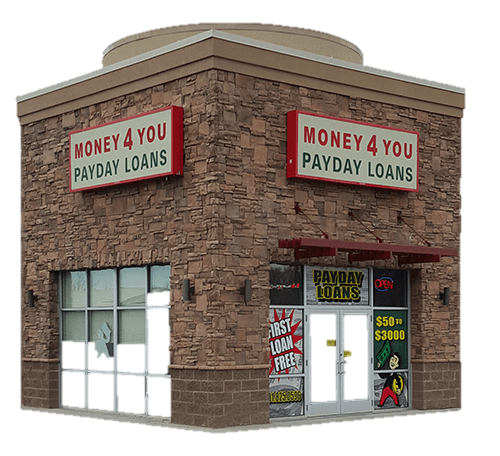 MONEY 4 YOU
PAYDAY LOANS
MONEY 4 YOU
PAYDAY LOANS
PAYDAY
LOANS
OPEN
FIRST
LOAN
FREE
$50 TO
$3000